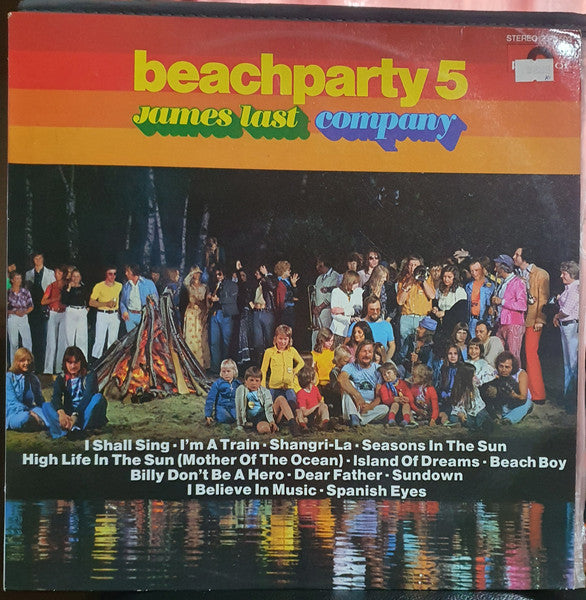 STEREO
beachparty 5
james last company
I Shall Sing · I'm A Train · Shangri-La · Seasons In The Sun
High Life In The Sun (Mother Of The Ocean) · Island Of Dreams · Beach Boy
Billy Don't Be A Hero · Dear Father · Sundown
I Believe In Music · Spanish Eyes